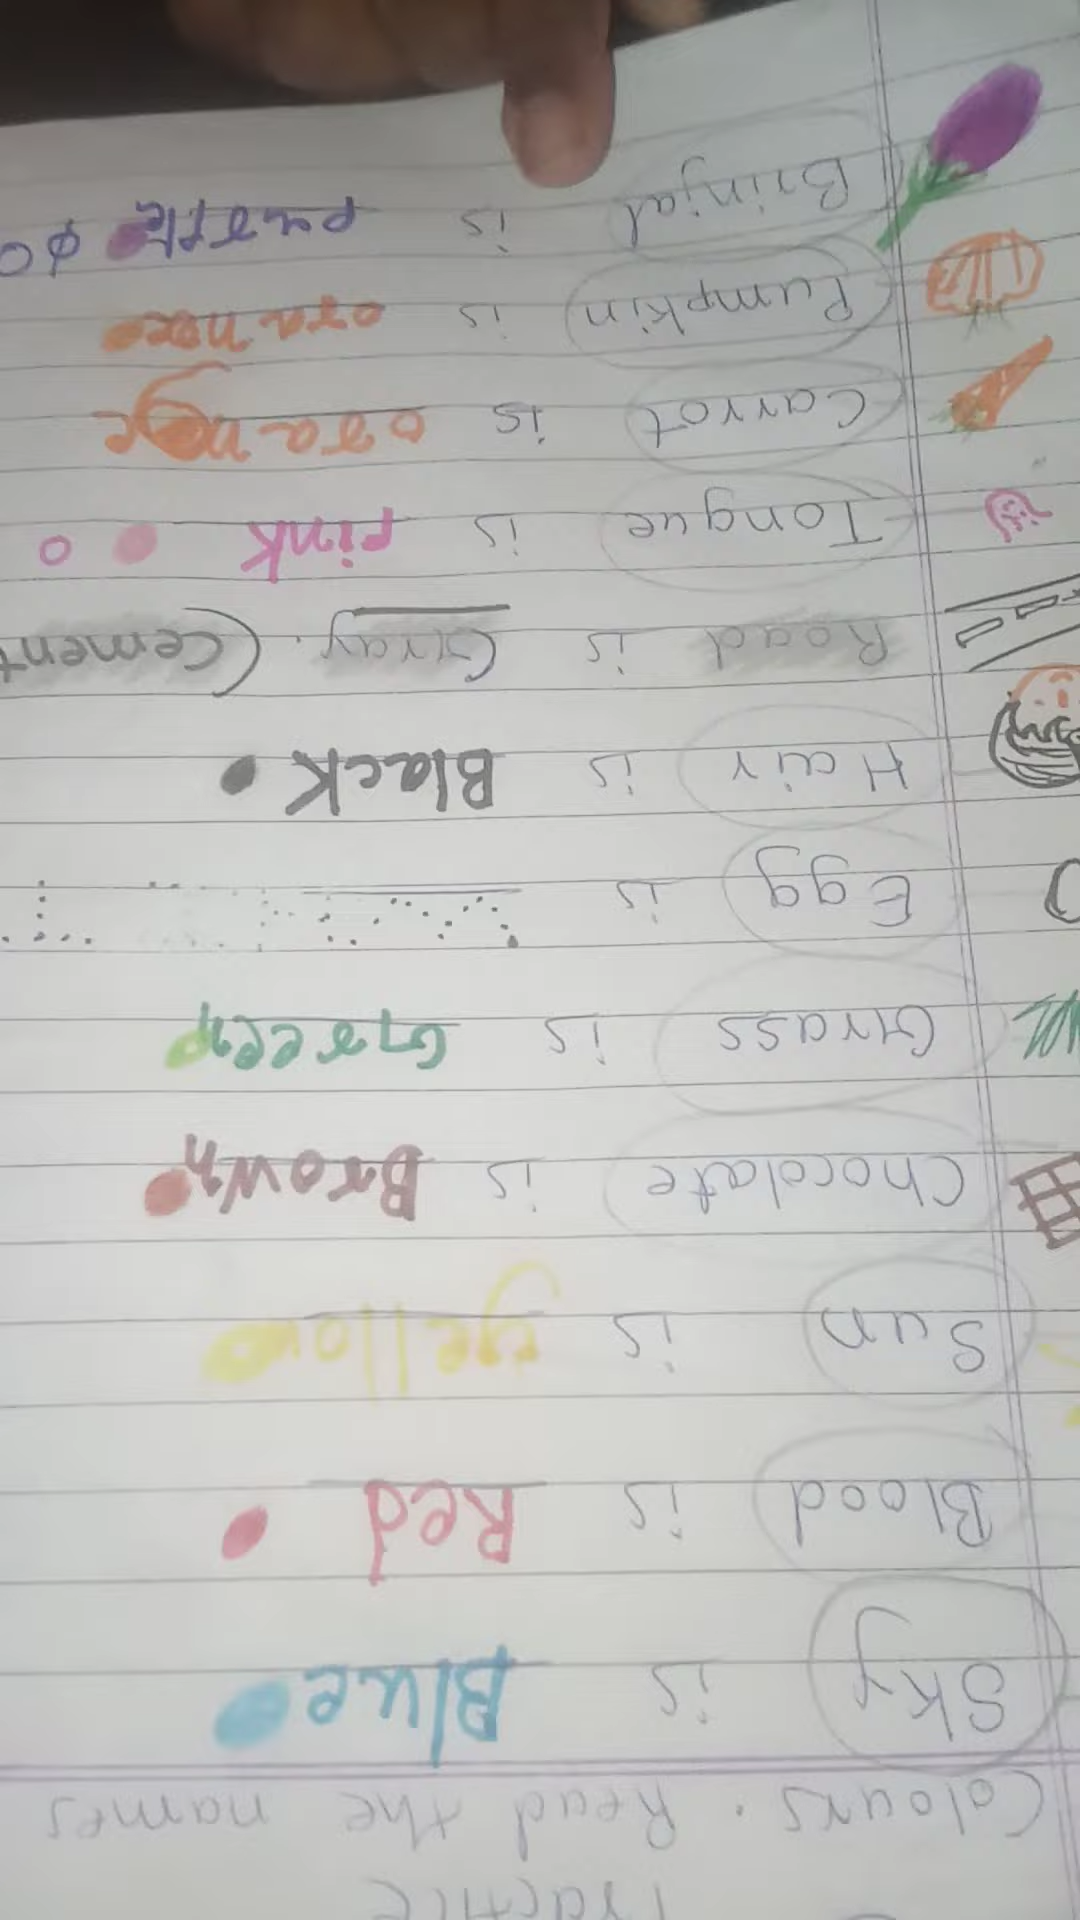 Practice
Colours. Read the names
Sky is Blue
Blood is Red
Sun is yellow
Chocolate is Brown
Grass is Green
Egg is
Hair is Black
Road is Gray. (Cement
Tongue is Pink
Carrot is orange
Pumpkin is
Brinjal is